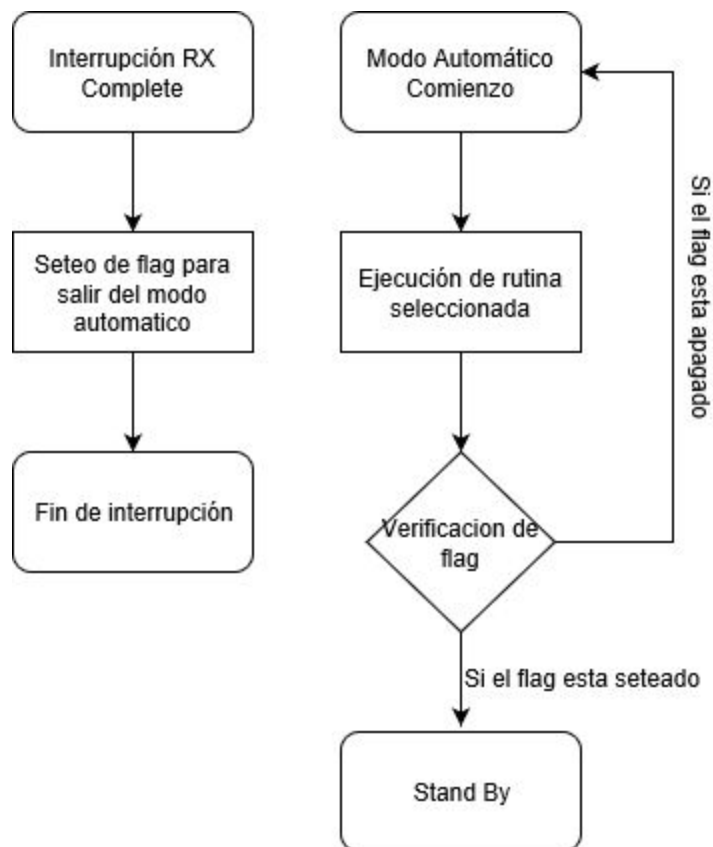 Interrupción RX
Complete
Seteo de flag para
salir del modo
automatico
Fin de interrupción
Modo Automático
Comienzo
Ejecución de rutina
seleccionada
Verificacion de
flag
Si el flag esta apagado
Si el flag esta seteado
Stand By